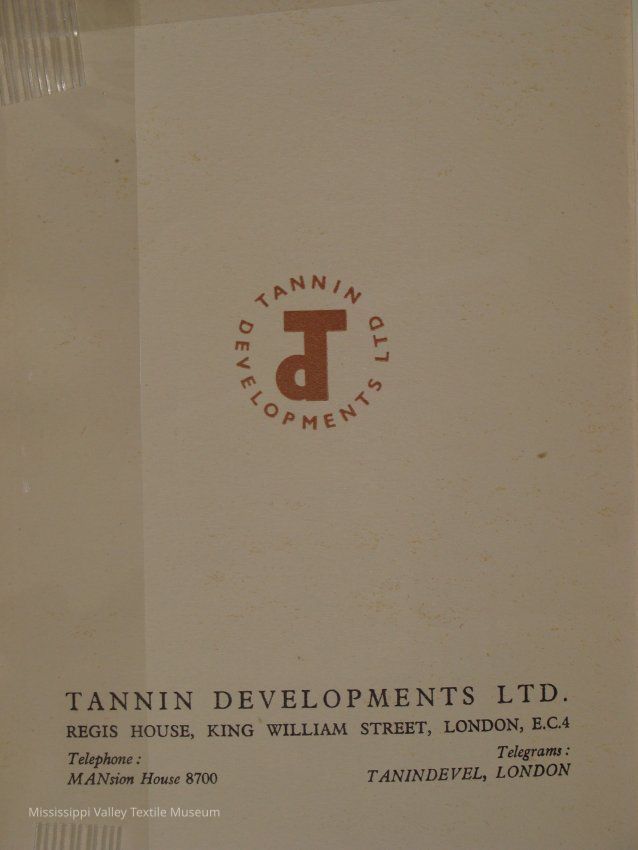 TANNIN DEVELOPMENTS LTD
Td
TANNIN DEVELOPMENTS LTD.
REGIS HOUSE, KING WILLIAM STREET, LONDON, E.C.4
Telephone :
MANsion House 8700
Telegrams :
TANINDEVEL, LONDON
Mississippi Valley Textile Museum